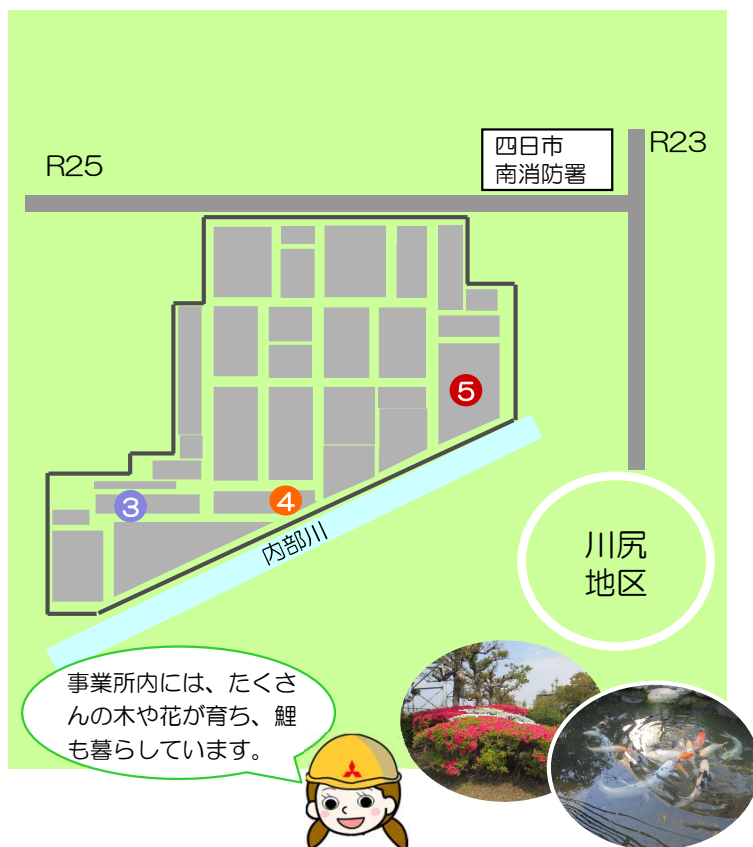 四日市
南消防署
R23
R25
5
3
4
内部川
川尻
地区
事業所内には、たくさ
んの木や花が育ち、鯉
も暮らしています。